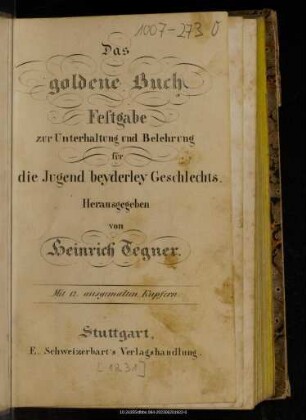 1007-273 0
Das
goldene Buch
Festgabe
zur Unterhaltung und Belehrung
für
die Jugend beyderley Geschlechts.
Herausgegeben
von
Heinrich Tegner.
Mit 12 ausgemalten Kupfern.
Stuttgart,
E. Schweizerbart's Verlagshandlung.
[1831]